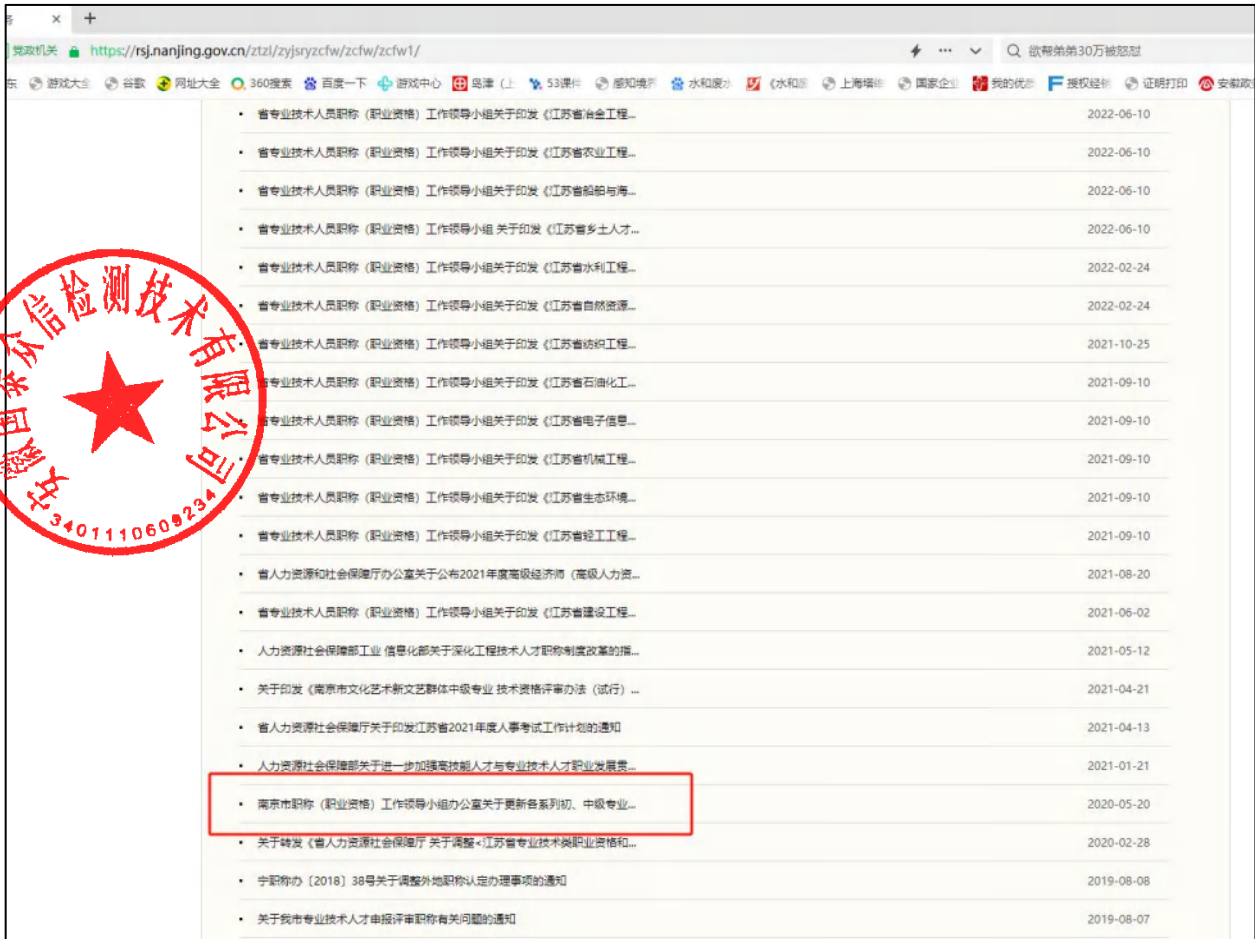 https://rsj.nanjing.gov.cn/ztzl/zyjsryzcfw/zcfw/zcfw1/
党政机关
欲帮弟弟30万被怒怼
游戏大全 谷歌 网址大全 360搜索 百度一下 游戏中心 岛津（上 53课件 感知境界 水和废水 《水和废 上海塔 国家企业 我的优 授权经销 证明打印 安徽政
• 省专业技术人员职称（职业资格）工作领导小组关于印发《江苏省冶金工程... 2022-06-10
• 省专业技术人员职称（职业资格）工作领导小组关于印发《江苏省农业工程... 2022-06-10
• 省专业技术人员职称（职业资格）工作领导小组关于印发《江苏省船舶与海... 2022-06-10
• 省专业技术人员职称（职业资格）工作领导小组 关于印发《江苏省乡土人才... 2022-06-10
• 省专业技术人员职称（职业资格）工作领导小组关于印发《江苏省水利工程... 2022-02-24
• 省专业技术人员职称（职业资格）工作领导小组关于印发《江苏省自然资源... 2022-02-24
• 省专业技术人员职称（职业资格）工作领导小组关于印发《江苏省纺织工程... 2021-10-25
省专业技术人员职称（职业资格）工作领导小组关于印发《江苏省石油化工... 2021-09-10
省专业技术人员职称（职业资格）工作领导小组关于印发《江苏省电子信息... 2021-09-10
• 省专业技术人员职称（职业资格）工作领导小组关于印发《江苏省机械工程... 2021-09-10
• 省专业技术人员职称（职业资格）工作领导小组关于印发《江苏省生态环境... 2021-09-10
• 省专业技术人员职称（职业资格）工作领导小组关于印发《江苏省轻工工程... 2021-09-10
• 省人力资源和社会保障厅办公室关于公布2021年度高级经济师（高级人力资... 2021-08-20
• 省专业技术人员职称（职业资格）工作领导小组关于印发《江苏省建设工程... 2021-06-02
• 人力资源社会保障部工业 信息化部关于深化工程技术人才职称制度改革的指... 2021-05-12
• 关于印发《南京市文化艺术新文艺群体中级专业 技术资格评审办法（试行）... 2021-04-21
• 省人力资源社会保障厅关于印发江苏省2021年度人事考试工作计划的通知 2021-04-13
• 人力资源社会保障部关于进一步加强高技能人才与专业技术人才职业发展贯... 2021-01-21
• 南京市职称（职业资格）工作领导小组办公室关于更新各系列初、中级专业... 2020-05-20
• 关于转发《省人力资源社会保障厅 关于调整<江苏省专业技术类职业资格和... 2020-02-28
• 宁职称办〔2018〕38号关于调整外地职称认定办理事项的通知 2019-08-08
• 关于我市专业技术人才申报评审职称有关问题的通知 2019-08-07
安徽国泰众信检测技术有限公司
3401110609234